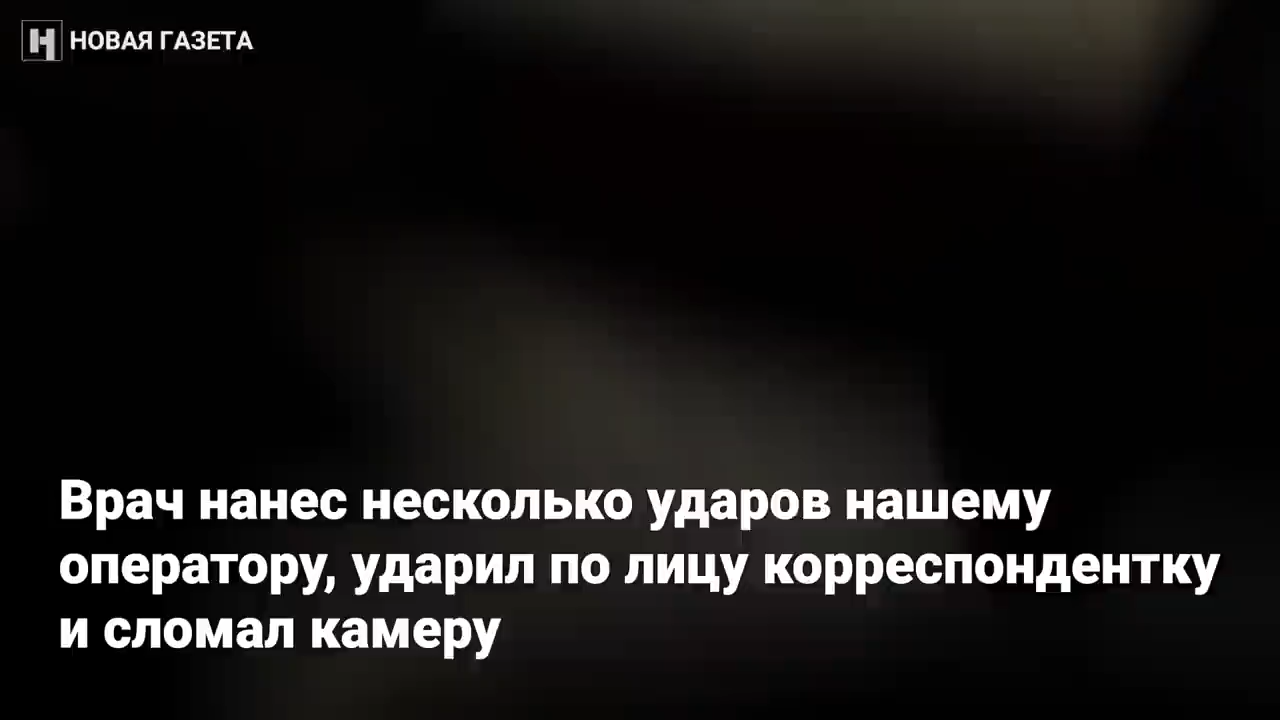 НОВАЯ ГАЗЕТА
Врач нанес несколько ударов нашему
оператору, ударил по лицу корреспондентку
и сломал камеру